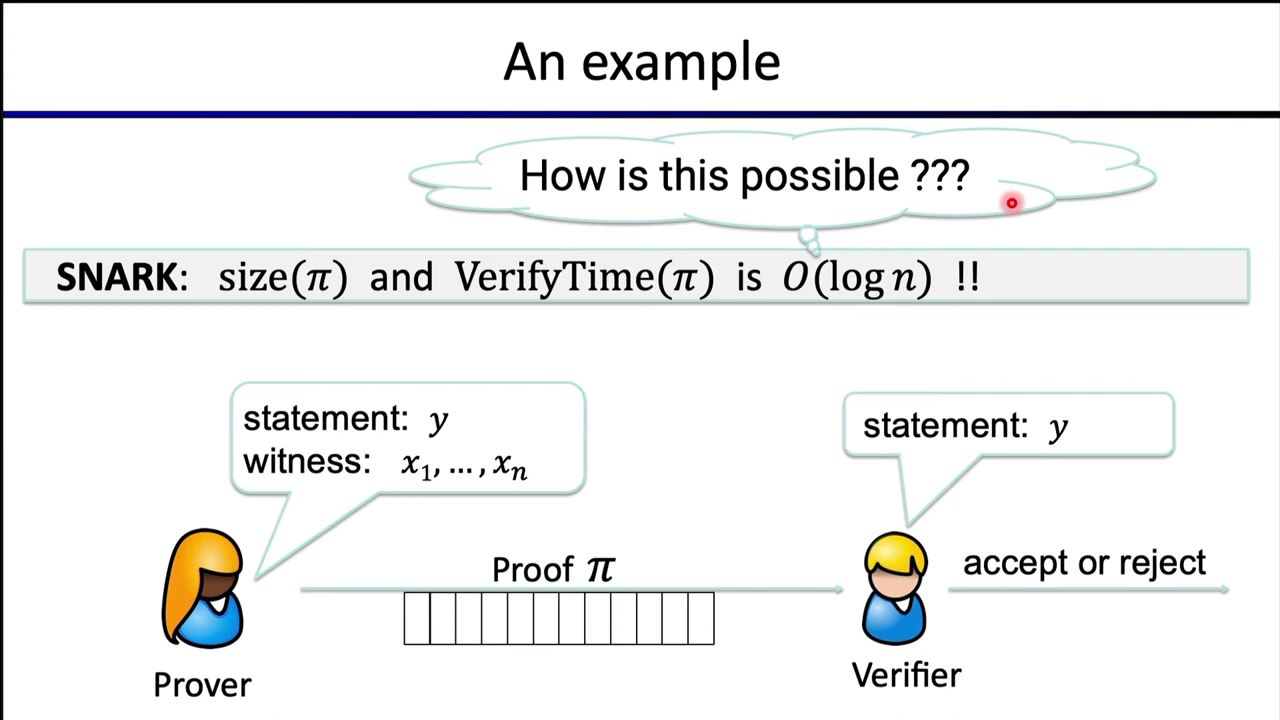 An example
How is this possible ???
SNARK: size(π) and VerifyTime(π) is O(log n) !!
statement: y
witness: x₁, ... , xₙ
statement: y
Proof π
accept or reject
Prover
Verifier